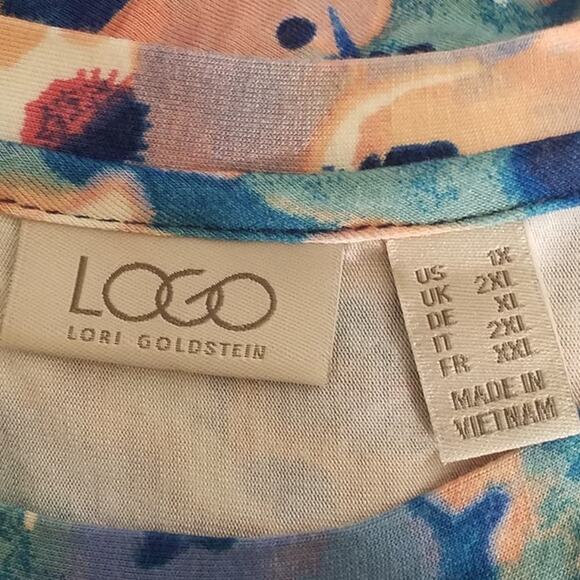 LOGO
LORI GOLDSTEIN
US 1X
UK 2XL
DE XL
IT 2XL
FR XXL
MADE IN
VIETNAM